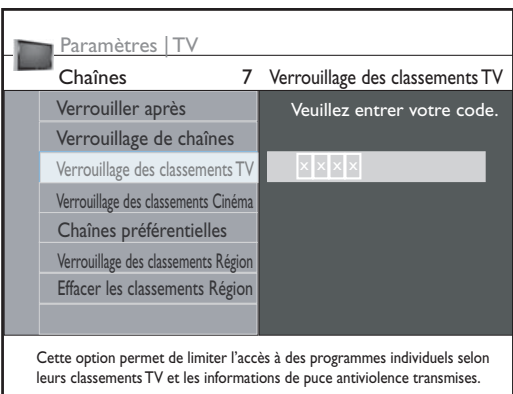 Paramètres | TV
Chaînes 7 Verrouillage des classements TV
Verrouiller après
Veuillez entrer votre code.
Verrouillage de chaînes
Verrouillage des classements TV
x x x x
Verrouillage des classements Cinéma
Chaînes préférentielles
Verrouillage des classements Région
Effacer les classements Région
Cette option permet de limiter l'accès à des programmes individuels selon
leurs classements TV et les informations de puce antiviolence transmises.